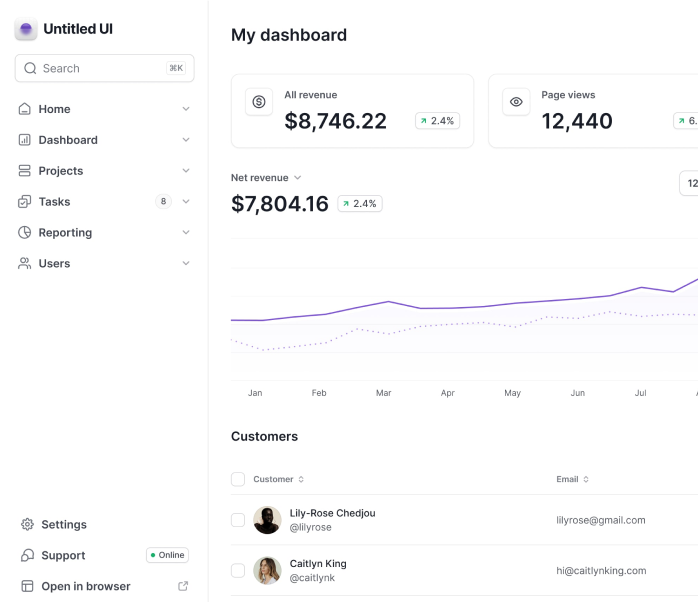 Untitled UI
Search ⌘K
Home
Dashboard
Projects
Tasks 8
Reporting
Users
Settings
Support Online
Open in browser
My dashboard
All revenue
$8,746.22 2.4%
Page views
12,440 6.
Net revenue
12
$7,804.16 2.4%
Jan Feb Mar Apr May Jun Jul
Customers
Customer Email
Lily-Rose Chedjou
@lilyrose
lilyrose@gmail.com
Caitlyn King
@caitlynk
hi@caitlynking.com